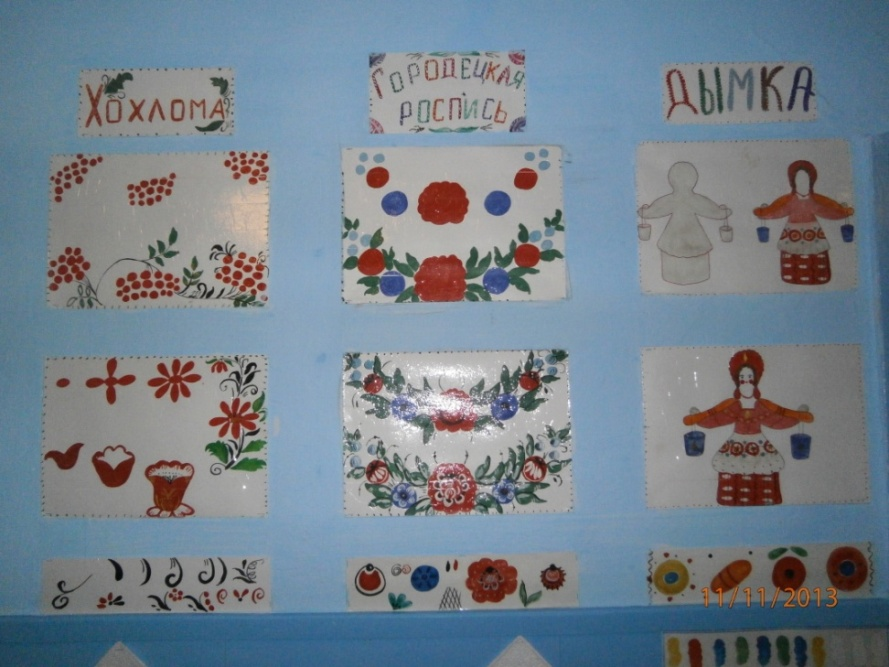 Хохлома
Городецкая
роспись
Дымка
11/11/2013